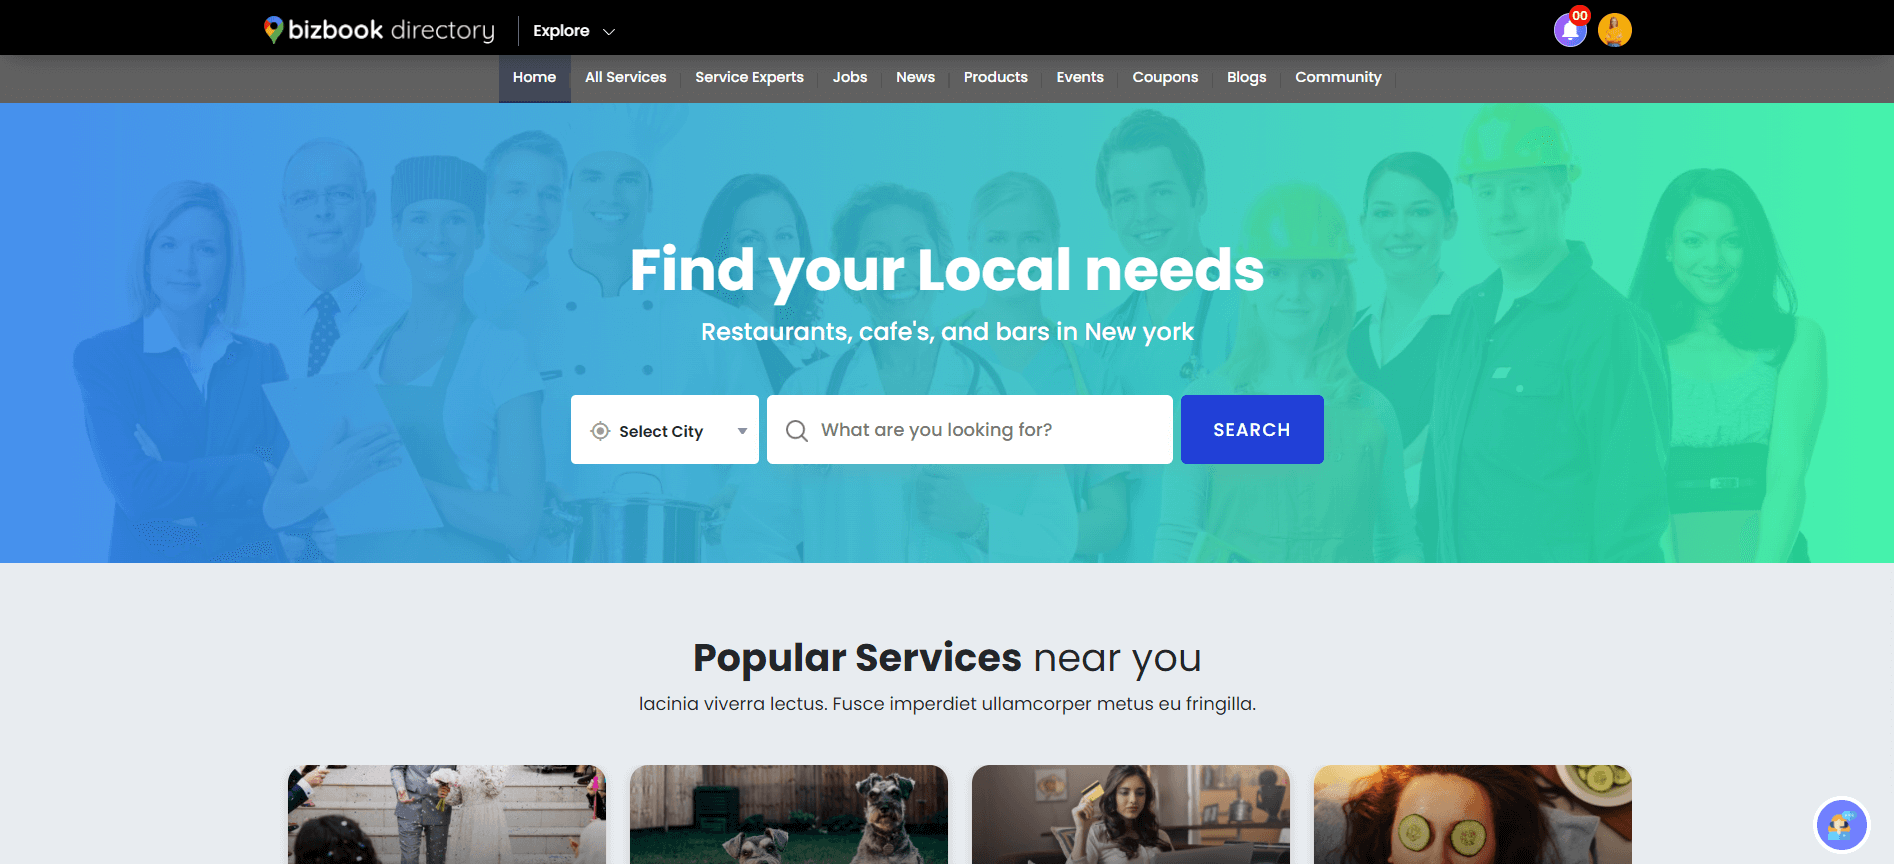 bizbook directory
Explore
00
Home
All Services
Service Experts
Jobs
News
Products
Events
Coupons
Blogs
Community
Find your Local needs
Restaurants, cafe's, and bars in New york
Select City
What are you looking for?
SEARCH
Popular Services near you
lacinia viverra lectus. Fusce imperdiet ullamcorper metus eu fringilla.